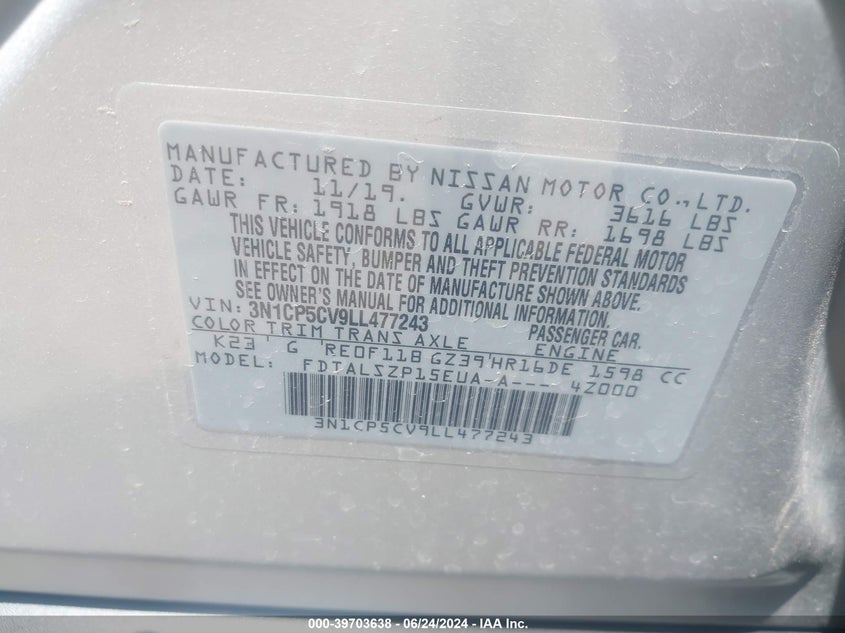 MANUFACTURED BY NISSAN MOTOR CO., LTD.
DATE: 11/19. GVWR: 3616 LBS
GAWR FR: 1918 LBS GAWR RR: 1698 LBS
THIS VEHICLE CONFORMS TO ALL APPLICABLE FEDERAL MOTOR
VEHICLE SAFETY, BUMPER AND THEFT PREVENTION STANDARDS
IN EFFECT ON THE DATE OF MANUFACTURE SHOWN ABOVE.
SEE OWNER'S MANUAL FOR ADDITIONAL INFORMATION.
VIN: 3N1CP5CV9LL477243 PASSENGER CAR.
COLOR TRIM TRANS AXLE ENGINE
K23 G RE0F11B GZ39 HR16DE 1598 CC
MODEL: FDTALSZP15EUA-A--- 4Z000
3N1CP5CV9LL477243
000-39703638 - 06/24/2024 - IAA Inc.